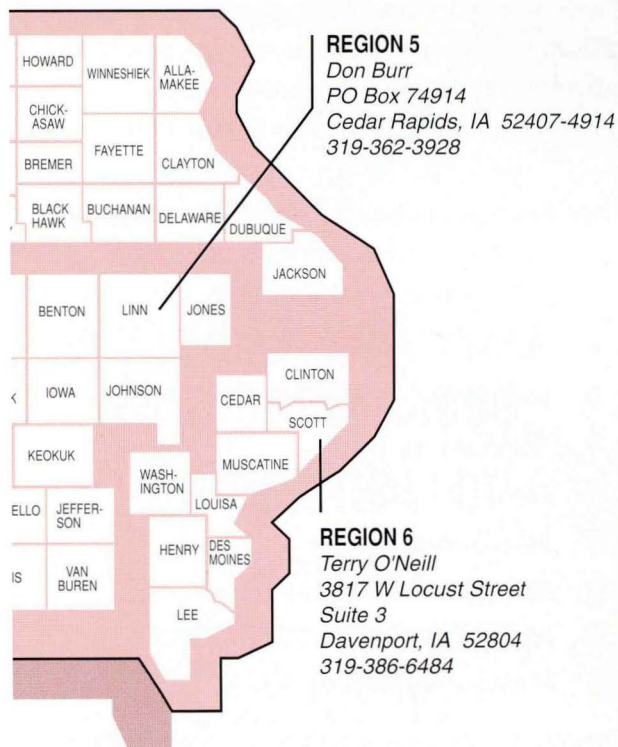 REGION 5
Don Burr
PO Box 74914
Cedar Rapids, IA 52407-4914
319-362-3928
HOWARD
WINNESHIEK
ALLA-
MAKEE
CHICK-
ASAW
FAYETTE
CLAYTON
BREMER
BLACK
HAWK
BUCHANAN
DELAWARE
DUBUQUE
JACKSON
BENTON
LINN
JONES
CLINTON
IOWA
JOHNSON
CEDAR
SCOTT
KEOKUK
MUSCATINE
WASH-
INGTON
LOUISA
ELLO
JEFFER-
SON
HENRY
DES
MOINES
IS
VAN
BUREN
LEE
REGION 6
Terry O'Neill
3817 W Locust Street
Suite 3
Davenport, IA 52804
319-386-6484